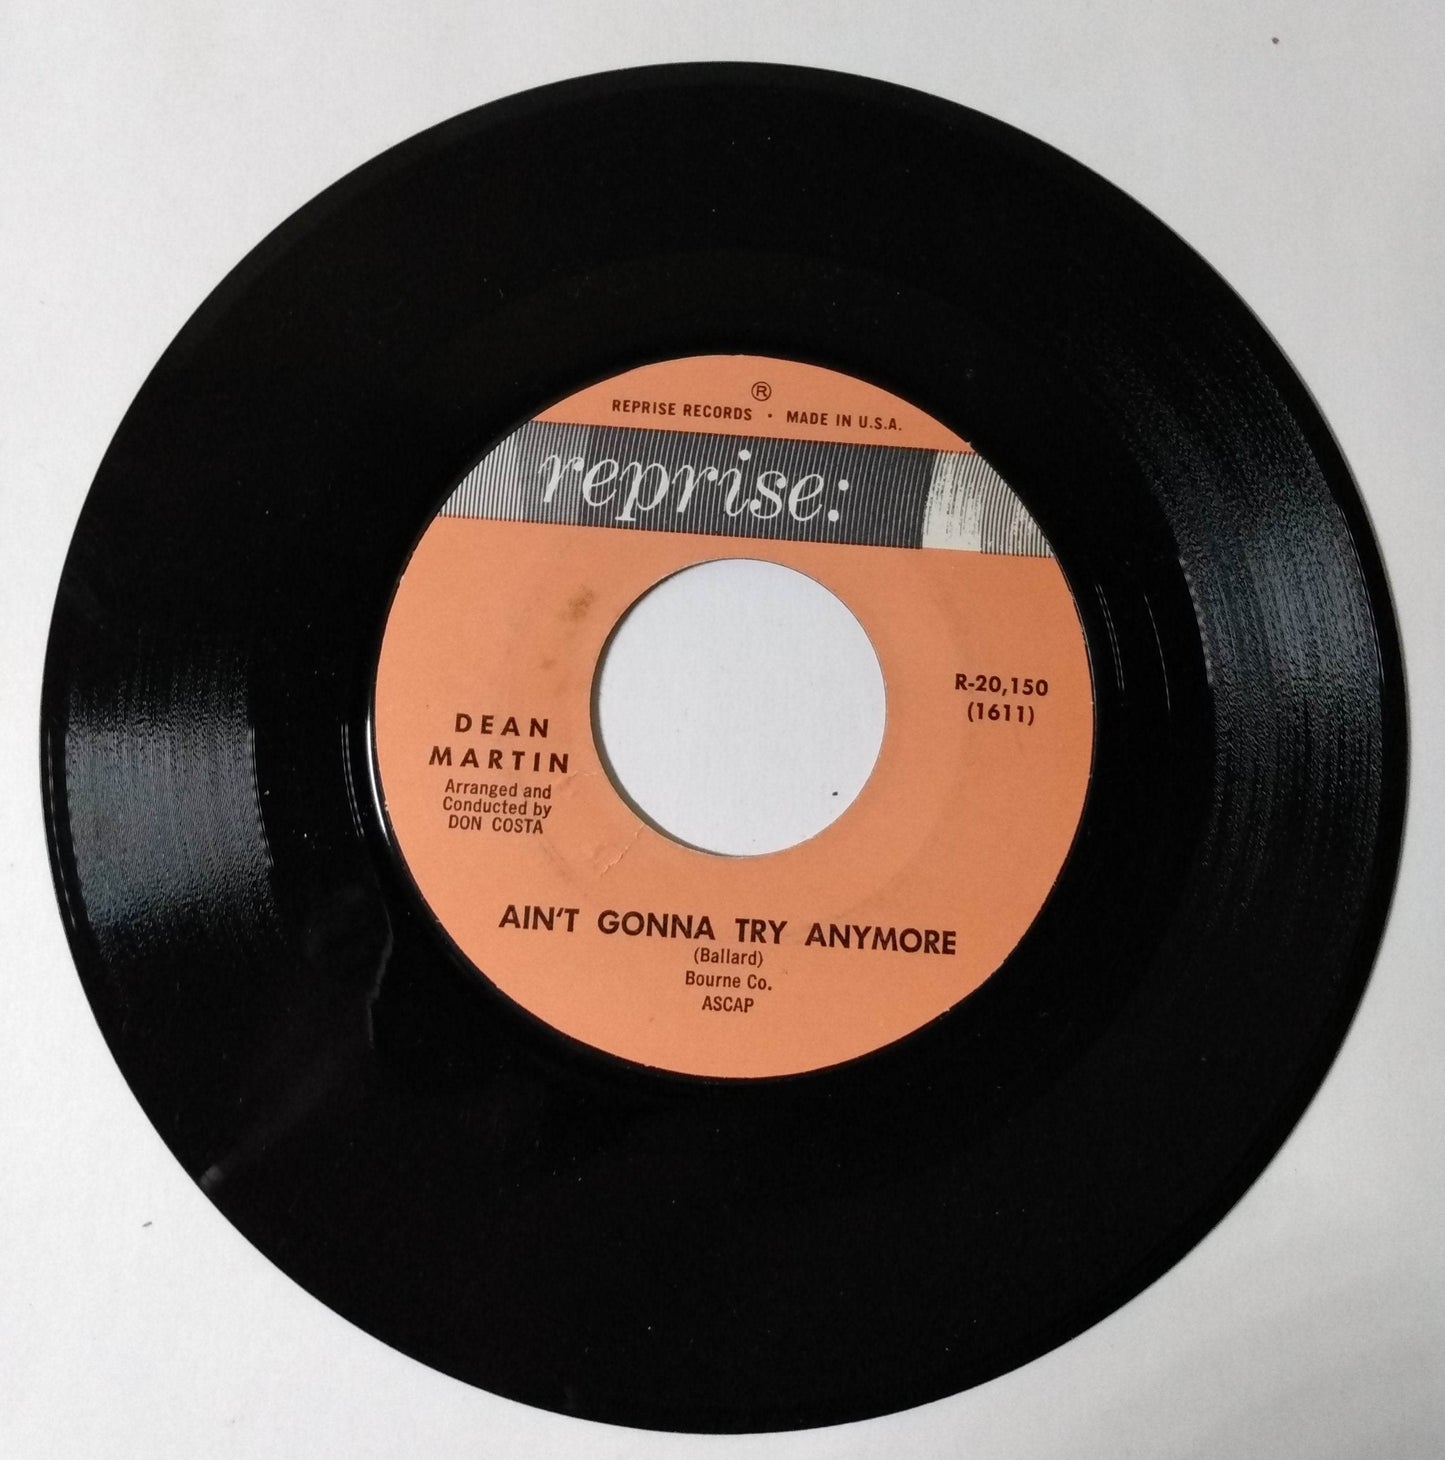 ®
REPRISE RECORDS • MADE IN U.S.A.
reprise:
R-20,150
(1611)
DEAN
MARTIN
Arranged and
Conducted by
DON COSTA
AIN'T GONNA TRY ANYMORE
(Ballard)
Bourne Co.
ASCAP